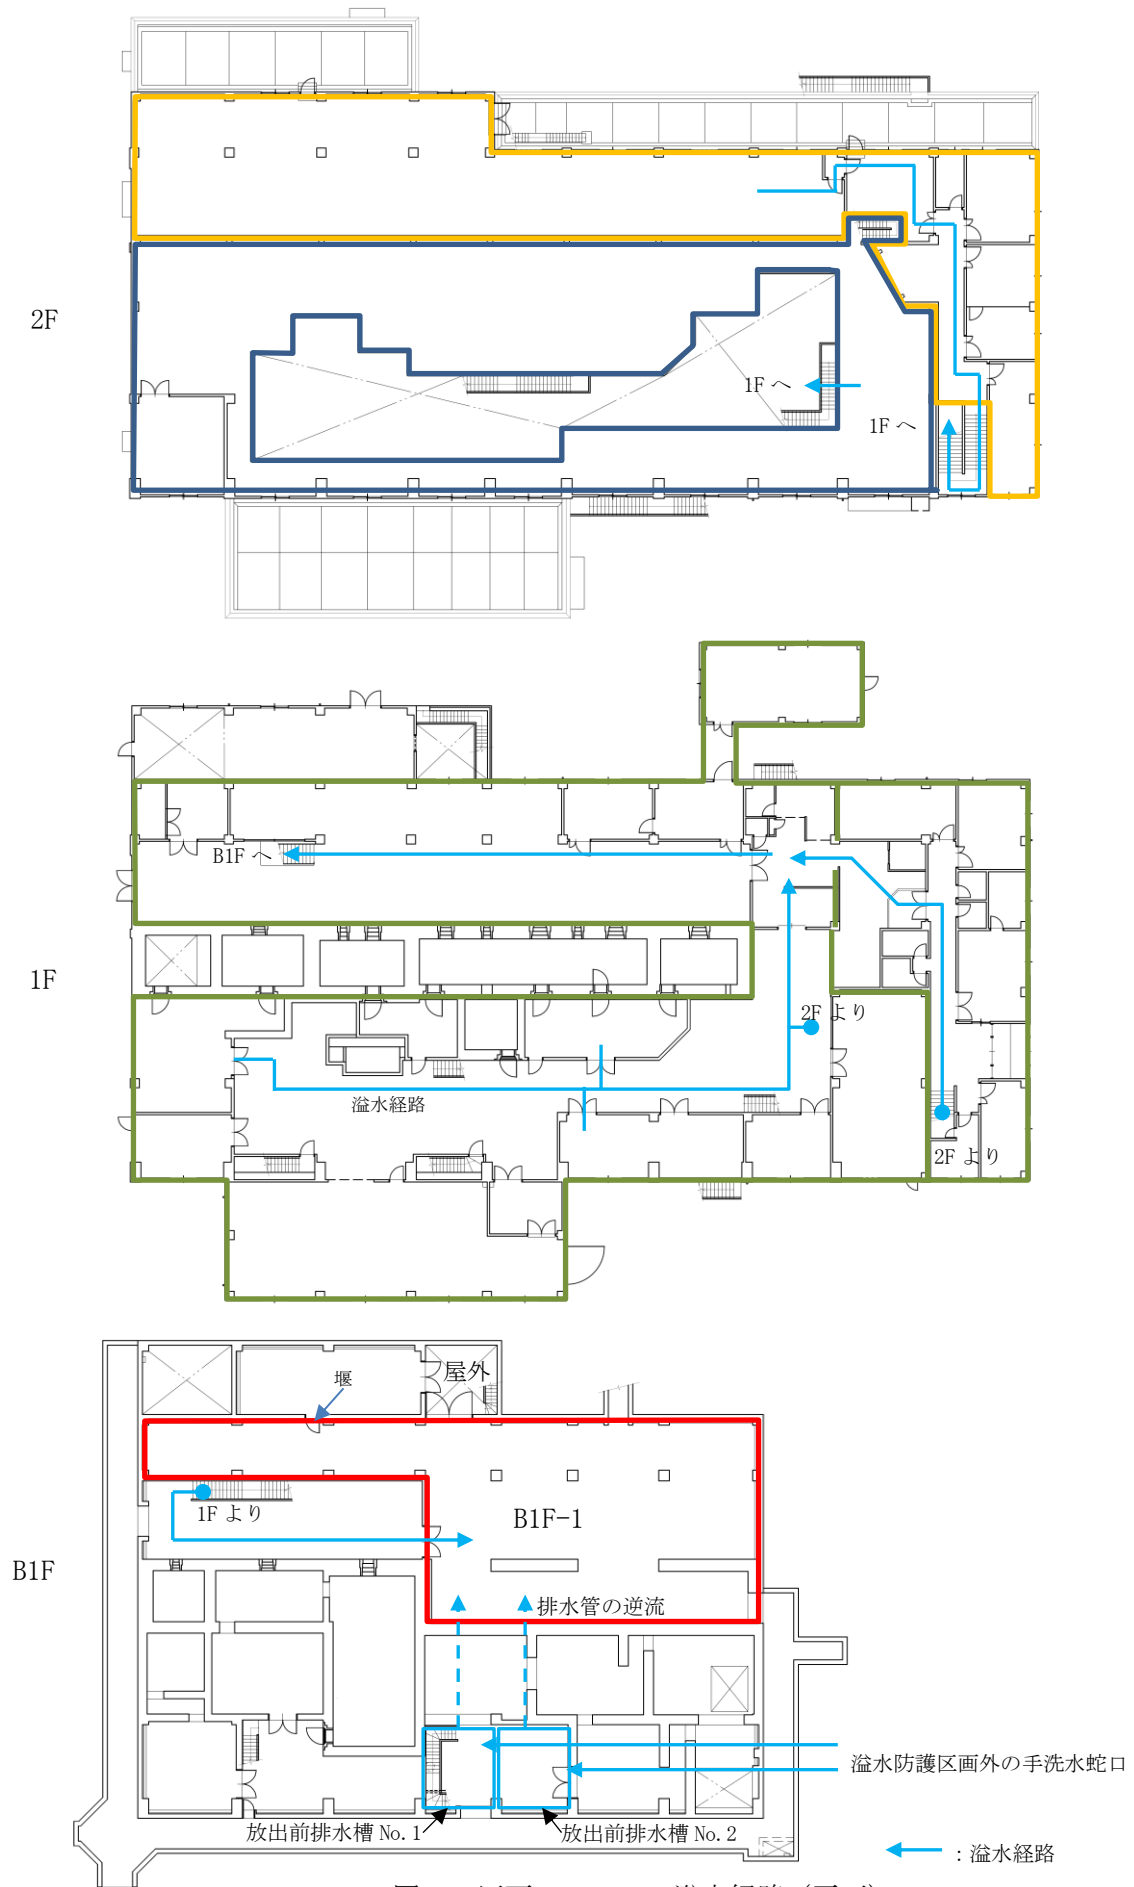 2F
1F へ
1F へ
1F
B1F へ
2F より
溢水経路
2F より
B1F
堰
屋外
1F より
B1F-1
排水管の逆流
溢水防護区画外の手洗水蛇口
放出前排水槽 No.1
放出前排水槽 No.2
：溢水経路